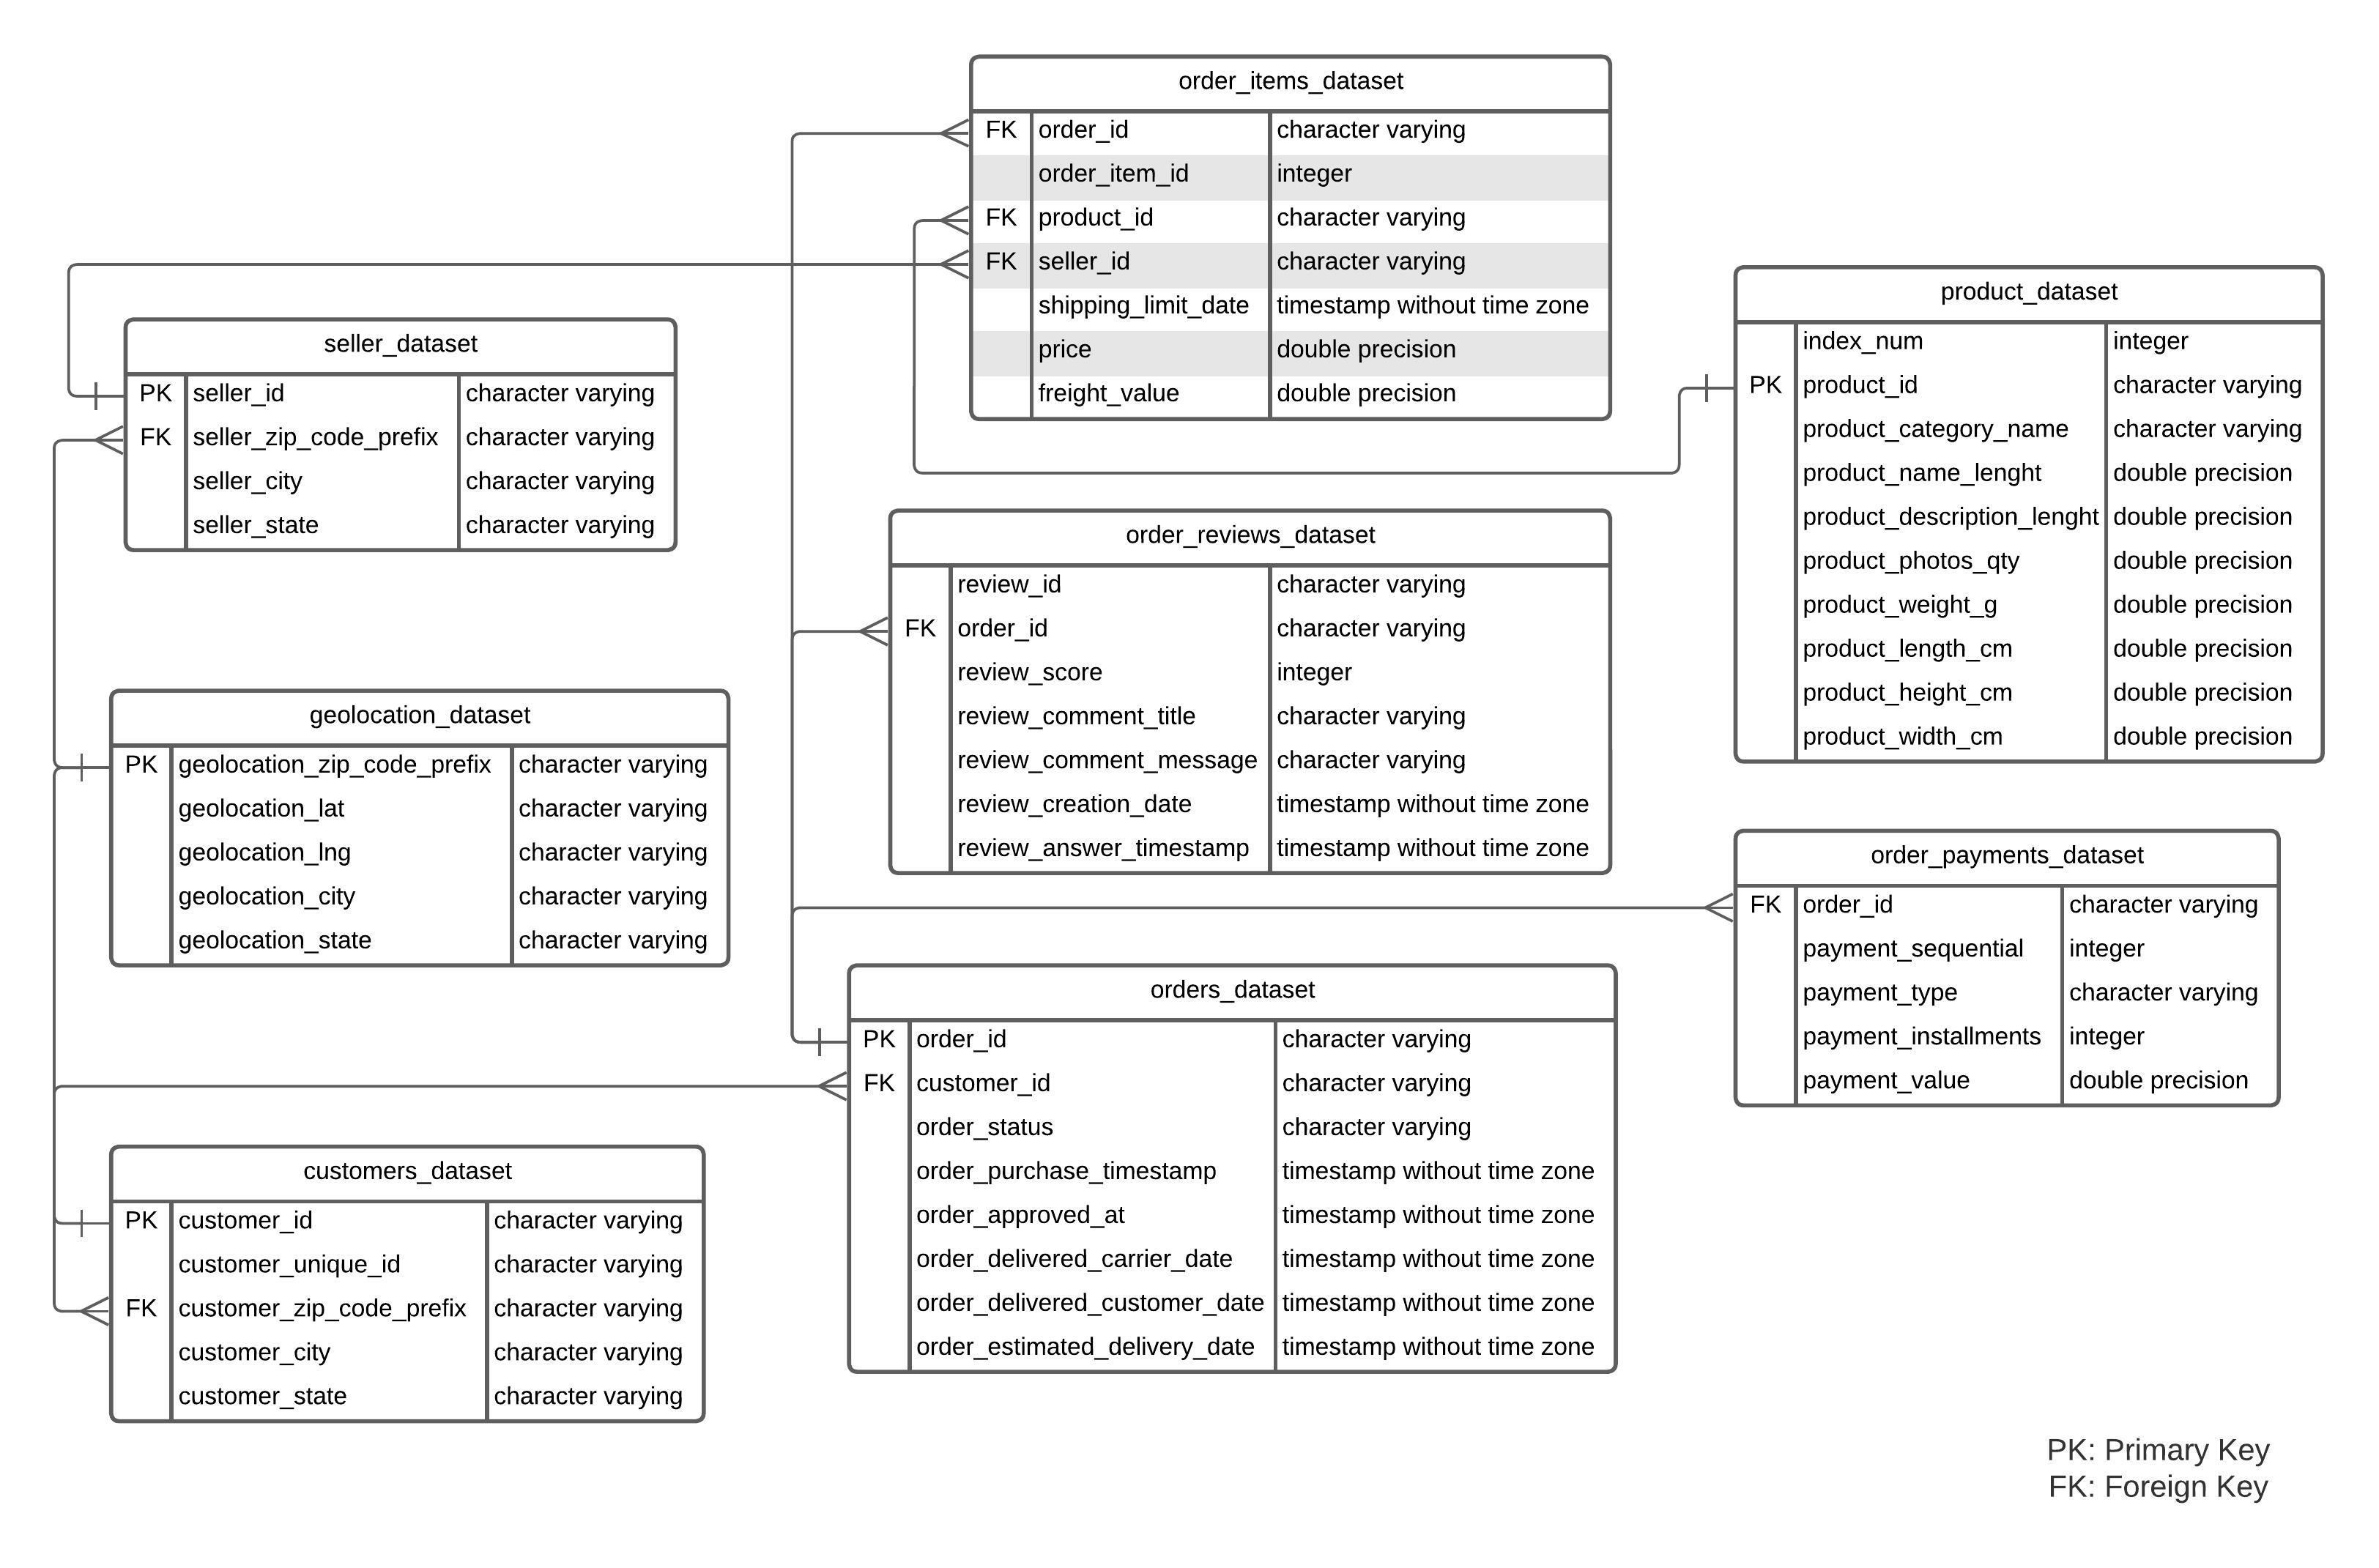 order_items_dataset
FK order_id character varying
order_item_id integer
FK product_id character varying
FK seller_id character varying
shipping_limit_date timestamp without time zone
price double precision
freight_value double precision
product_dataset
index_num integer
PK product_id character varying
product_category_name character varying
product_name_lenght double precision
product_description_lenght double precision
product_photos_qty double precision
product_weight_g double precision
product_length_cm double precision
product_height_cm double precision
product_width_cm double precision
seller_dataset
PK seller_id character varying
FK seller_zip_code_prefix character varying
seller_city character varying
seller_state character varying
order_reviews_dataset
review_id character varying
FK order_id character varying
review_score integer
review_comment_title character varying
review_comment_message character varying
review_creation_date timestamp without time zone
review_answer_timestamp timestamp without time zone
geolocation_dataset
PK geolocation_zip_code_prefix character varying
geolocation_lat character varying
geolocation_lng character varying
geolocation_city character varying
geolocation_state character varying
order_payments_dataset
FK order_id character varying
payment_sequential integer
payment_type character varying
payment_installments integer
payment_value double precision
orders_dataset
PK order_id character varying
FK customer_id character varying
order_status character varying
order_purchase_timestamp timestamp without time zone
order_approved_at timestamp without time zone
order_delivered_carrier_date timestamp without time zone
order_delivered_customer_date timestamp without time zone
order_estimated_delivery_date timestamp without time zone
customers_dataset
PK customer_id character varying
customer_unique_id character varying
FK customer_zip_code_prefix character varying
customer_city character varying
customer_state character varying
PK: Primary Key
FK: Foreign Key